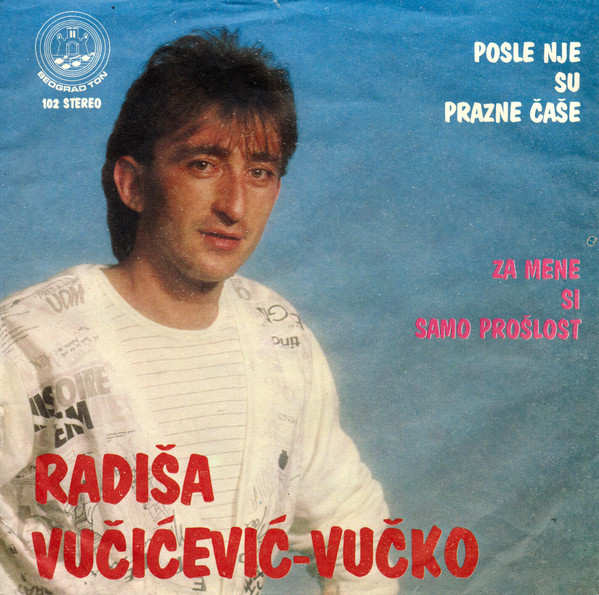 BEOGRAD TON
102 STEREO
POSLE NJE
SU
PRAZNE ČAŠE
ZA MENE
SI
SAMO PROŠLOST
RADIŠA
VUČIĆEVIĆ-VUČKO